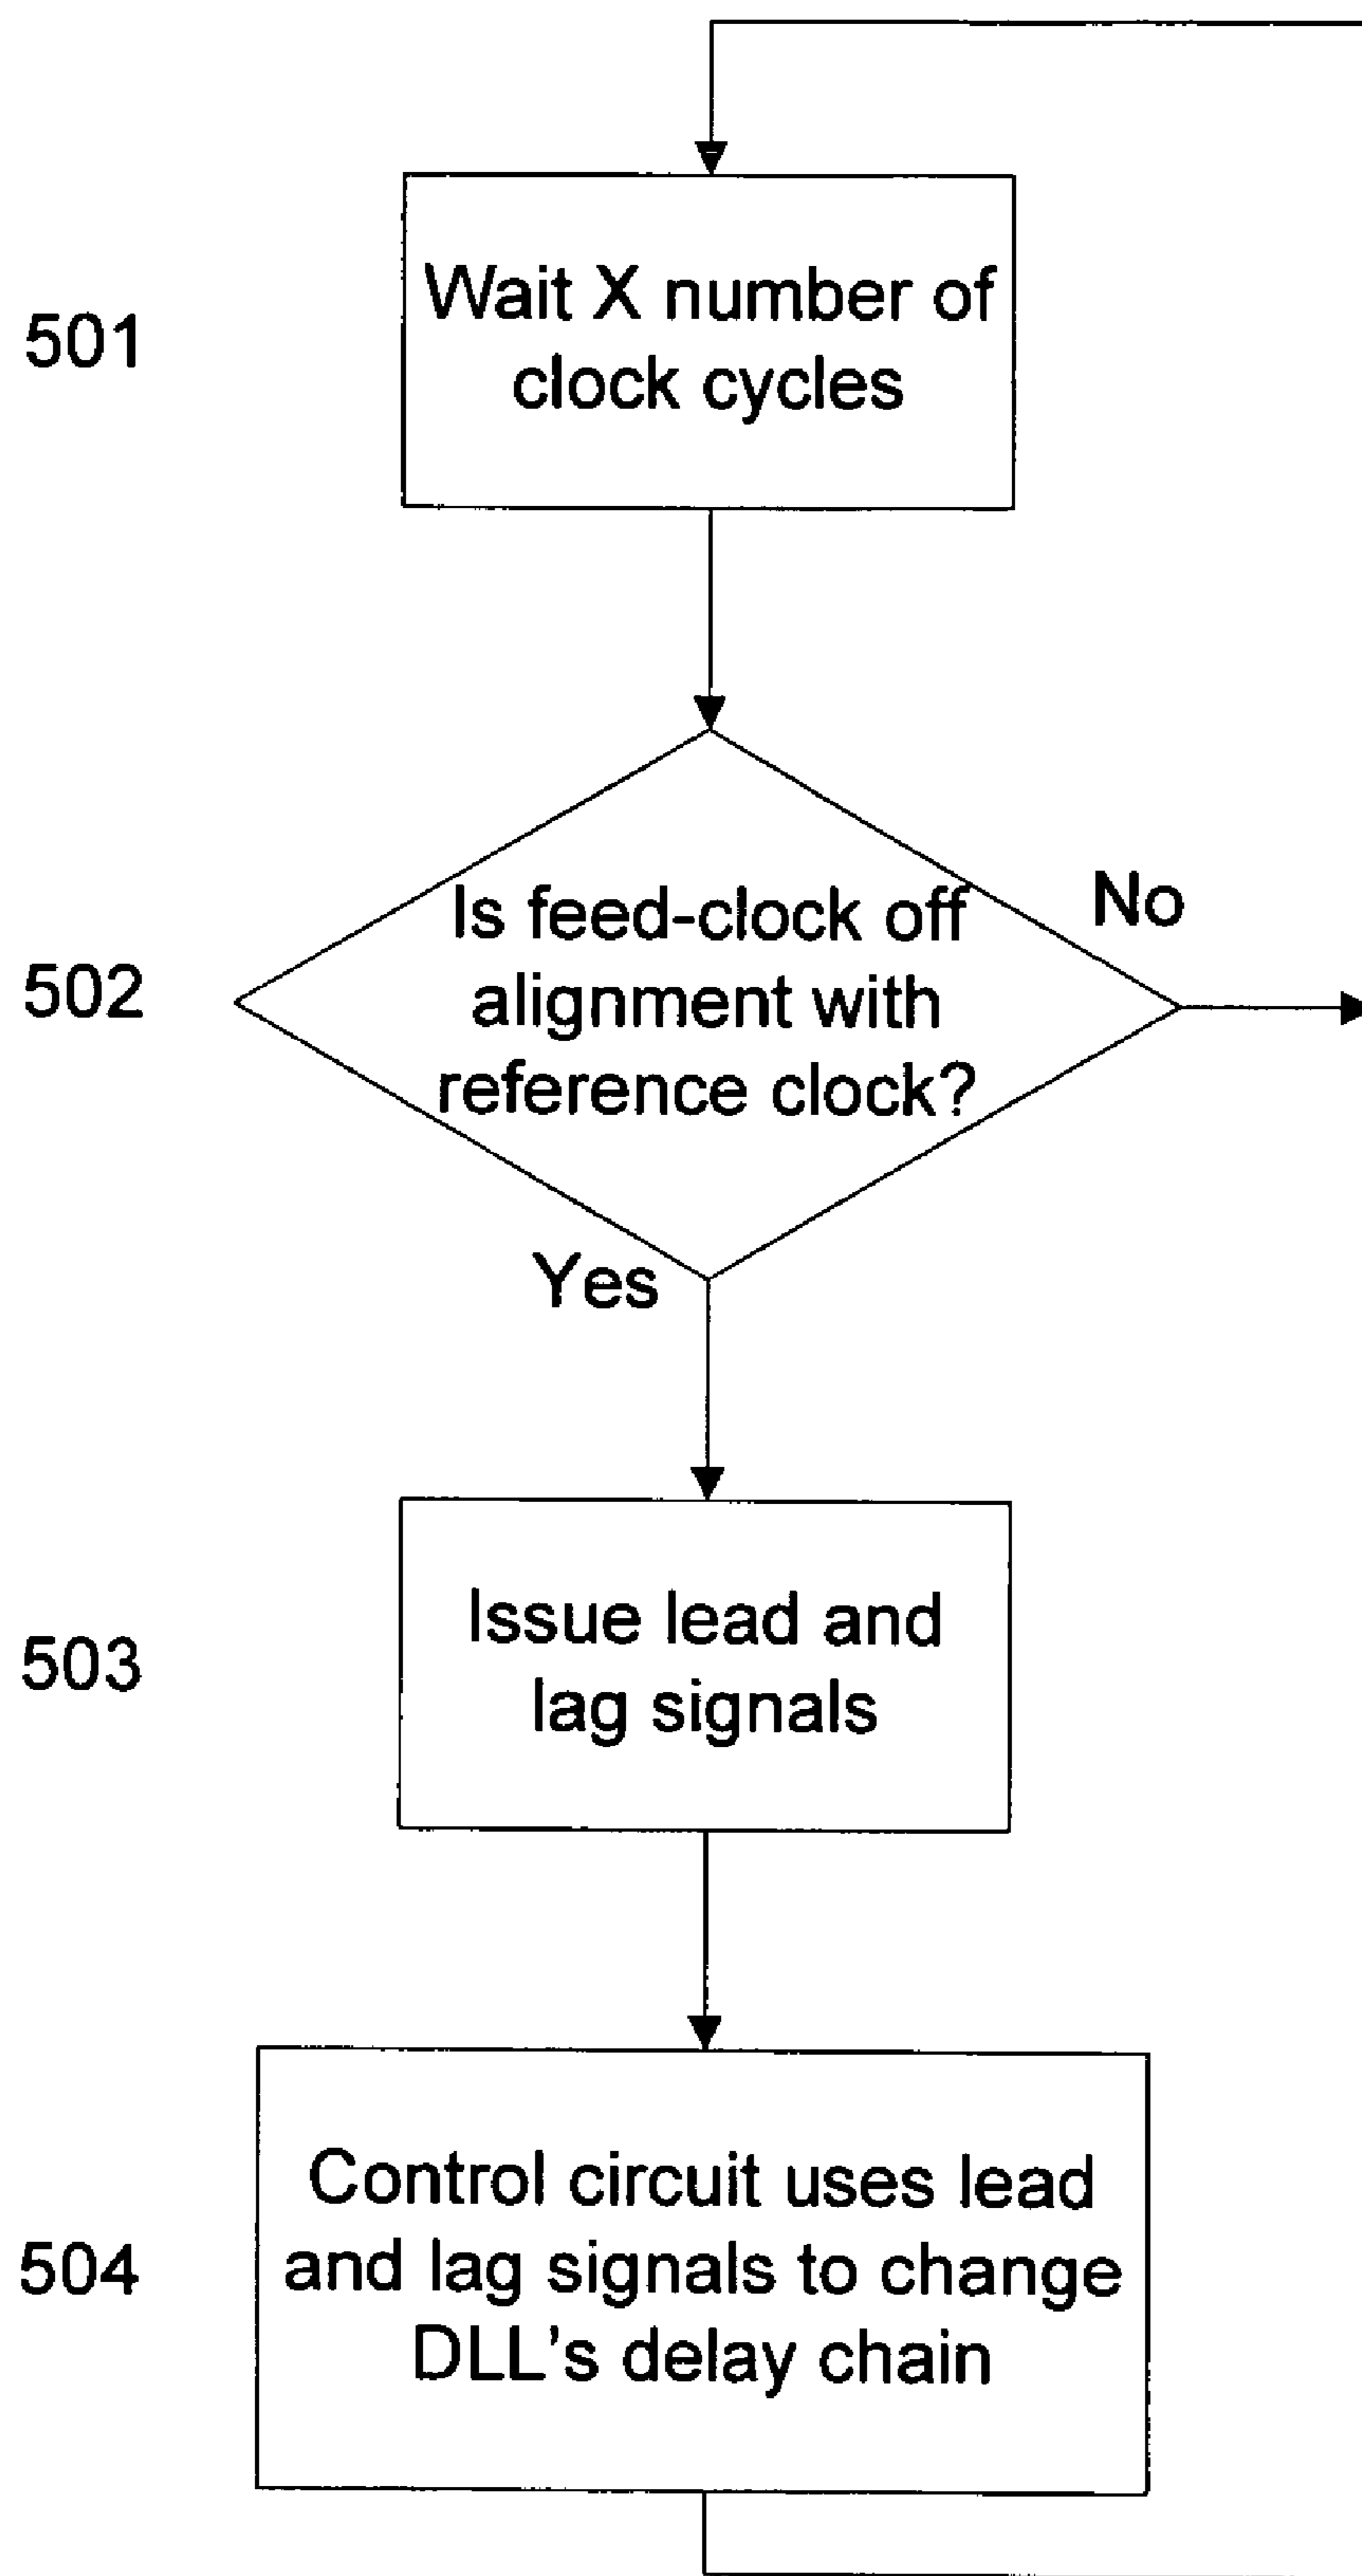 501
Wait X number of
clock cycles
502
Is feed-clock off
alignment with
reference clock?
No
Yes
503
Issue lead and
lag signals
504
Control circuit uses lead
and lag signals to change
DLL's delay chain